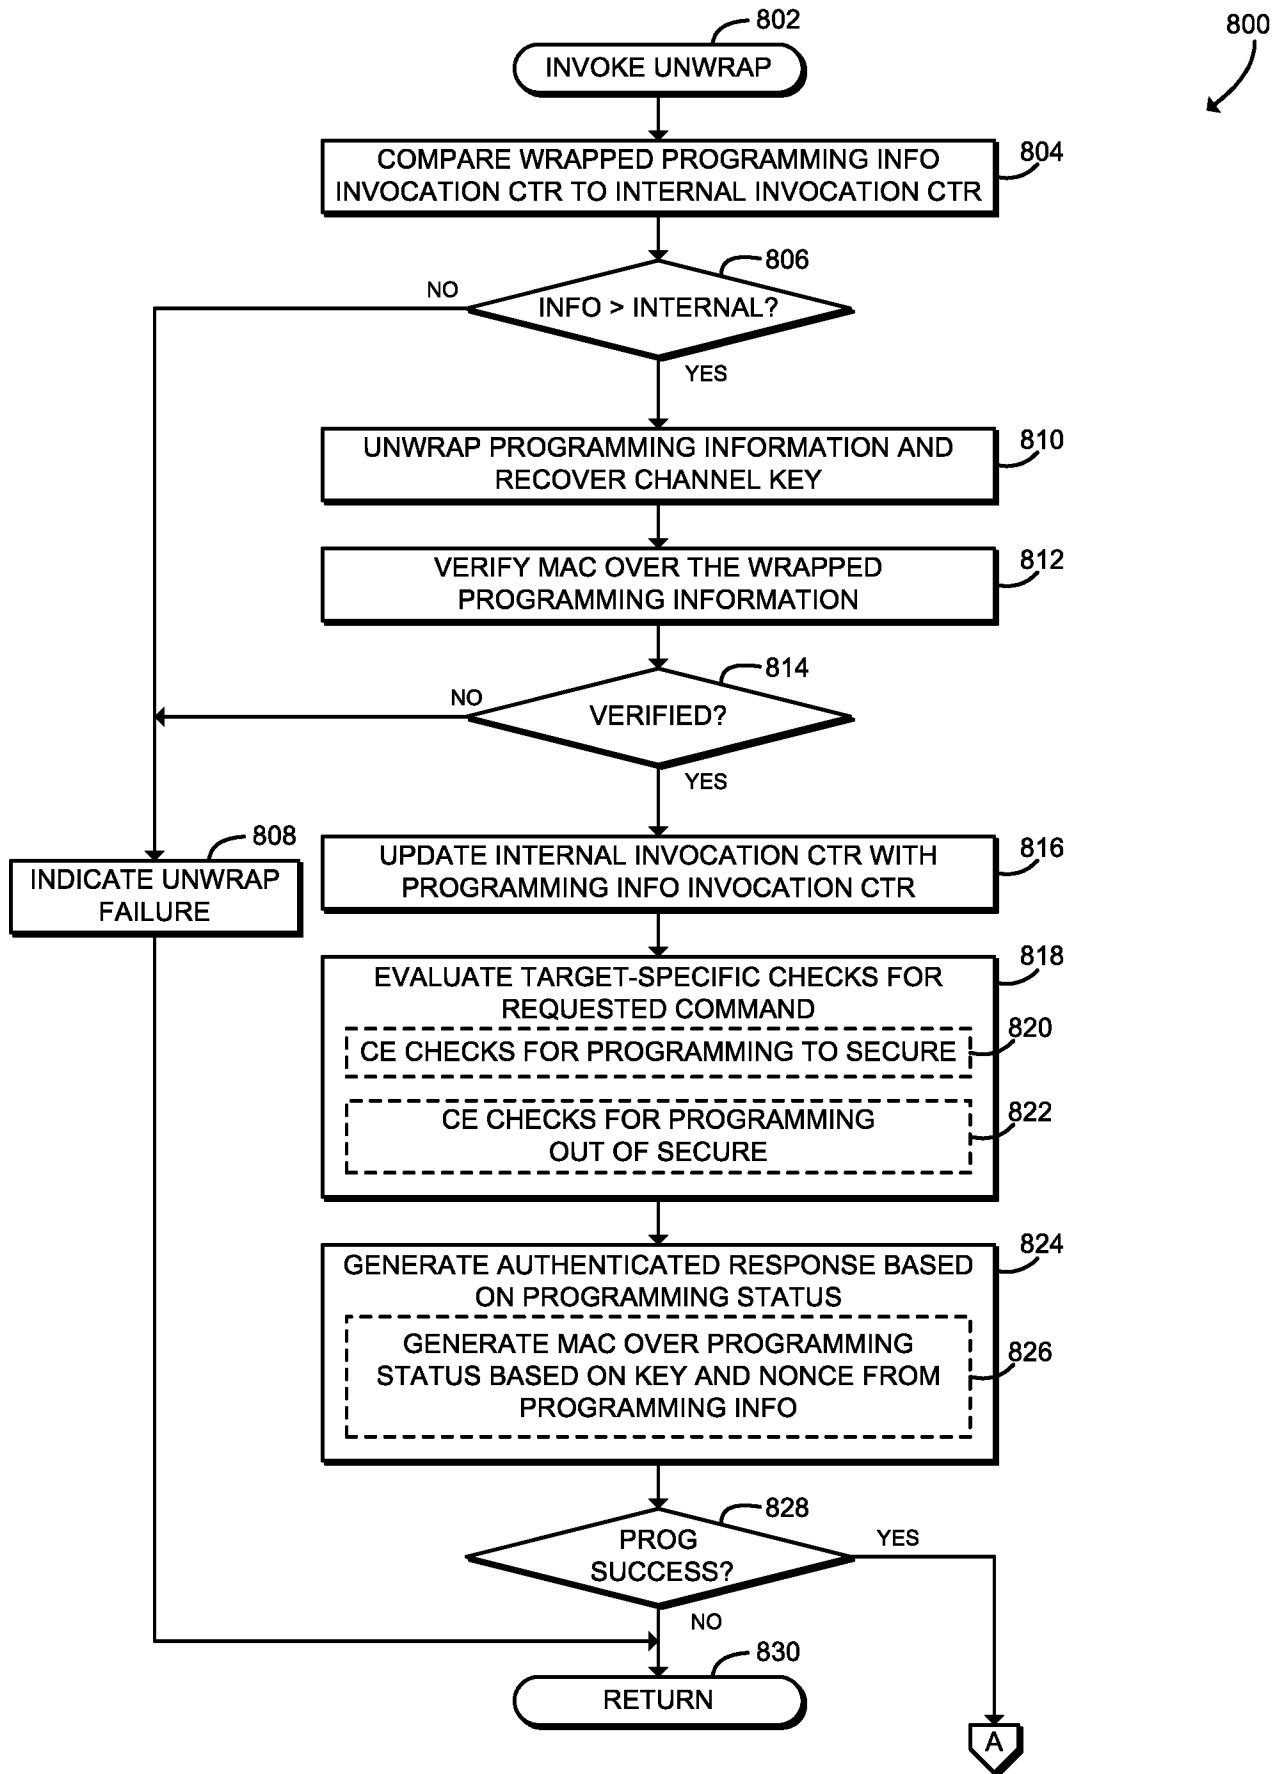 802
800
INVOKE UNWRAP
COMPARE WRAPPED PROGRAMMING INFO
INVOCATION CTR TO INTERNAL INVOCATION CTR
804
806
NO
INFO > INTERNAL?
YES
UNWRAP PROGRAMMING INFORMATION AND
RECOVER CHANNEL KEY
810
VERIFY MAC OVER THE WRAPPED
PROGRAMMING INFORMATION
812
814
NO
VERIFIED?
YES
808
INDICATE UNWRAP
FAILURE
UPDATE INTERNAL INVOCATION CTR WITH
PROGRAMMING INFO INVOCATION CTR
816
EVALUATE TARGET-SPECIFIC CHECKS FOR
REQUESTED COMMAND
818
CE CHECKS FOR PROGRAMMING TO SECURE
820
CE CHECKS FOR PROGRAMMING
OUT OF SECURE
822
GENERATE AUTHENTICATED RESPONSE BASED
ON PROGRAMMING STATUS
824
GENERATE MAC OVER PROGRAMMING
STATUS BASED ON KEY AND NONCE FROM
PROGRAMMING INFO
826
828
PROG
SUCCESS?
YES
NO
830
RETURN
A